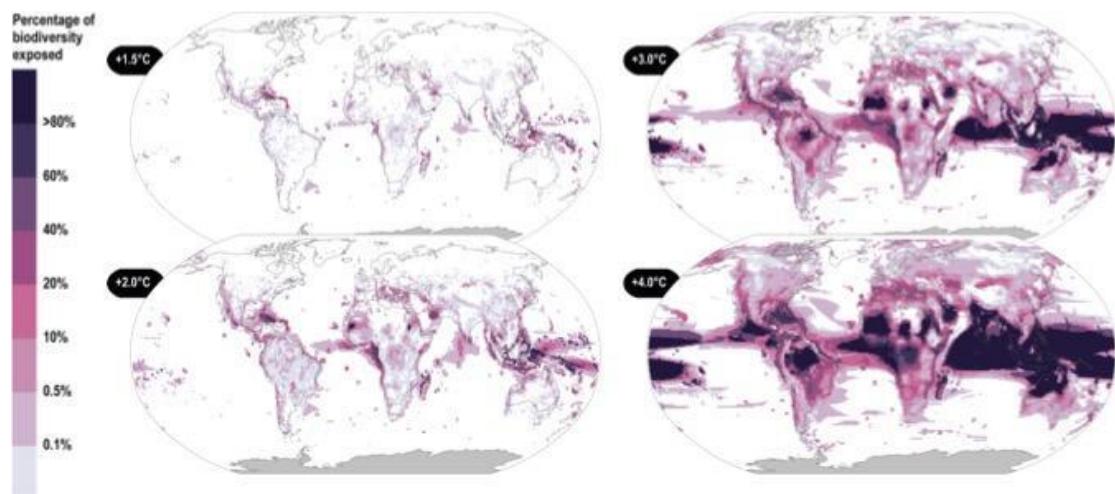 Percentage of
biodiversity
exposed
>80%
60%
40%
20%
10%
0.5%
0.1%
+1.5°C
+3.0°C
+2.0°C
+4.0°C